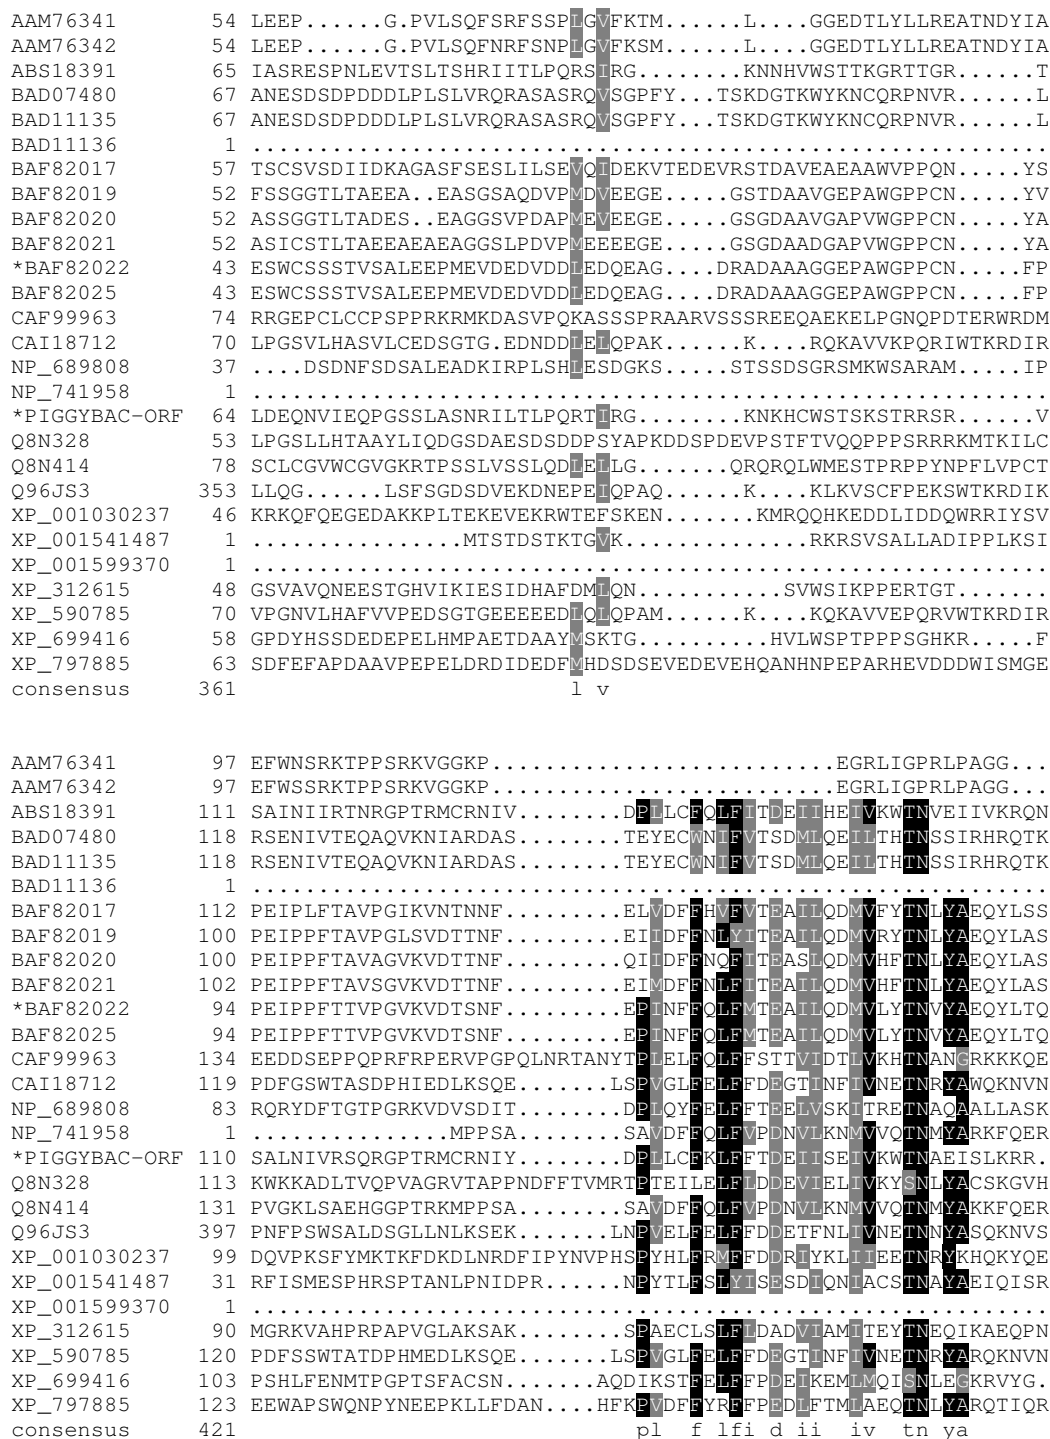 AAM76341 54 LEEP......G.PVLSQFSRFSSPLGVFKTM.....L....GGEDTLYLLREATNDYIA
AAM76342 54 LEEP......G.PVLSQFNRFSNPLGVFKSM.....L....GGEDTLYLLREATNDYIA
ABS18391 65 IASRESPNLEVTSLTSHRIITLPQRSIRG........KNNHVWSTTKGRTTGR......T
BAD07480 67 ANESDSDPDDDLPLSLVRQRASASRQVSGPFY...TSKDGTKWYKNCQRPNVR......L
BAD11135 67 ANESDSDPDDDLPLSLVRQRASASRQVSGPFY...TSKDGTKWYKNCQRPNVR......L
BAD11136 1 ............................................................
BAF82017 57 TSCSVSDIIDKAGASFSESLILSEVQIDEKVTEDEVRSTDAVEAEAAWVPPQN.....YS
BAF82019 52 FSSGGTLTAEEA..EASGSAQDVPMDVEEGE....GSTDAAVGEPAWGPPCN.....YV
BAF82020 52 ASSGGTLTADES..EAGGSVPDAPMEVEEGE....GSGDAAVGAPVWGPPCN.....YA
BAF82021 52 ASICSTLTAEEAEAEAGGSLPDVPMEEEEGE....GSGDAADGAPVWGPPCN.....YA
*BAF82022 43 ESWCSSSTVSALEEPMEVDEDVDDLEDQEAG....DRADAAAGGEPAWGPPCN.....FP
BAF82025 43 ESWCSSSTVSALEEPMEVDEDVDDLEDQEAG....DRADAAAGGEPAWGPPCN.....FP
CAF99963 74 RRGEPCLCCPSPPRKRMKDASVPQKASSSPRAARVSSSREEQAEKELPGNQPDTERWRDM
CAI18712 70 LPGSVLHASVLCEDSGTG.EDNDDLELQPAK......K....RQKAVVKPQRIWTKRDIR
NP_689808 37 ....DSDNFSDSALEADKIRPLSHLESDGKS.....STSSDSGRSMKWSARAM.....IP
NP_741958 1 ............................................................
*PIGGYBAC-ORF 64 LDEQNVIEQPGSSLASNRILTLPQRTIRG........KNKHCWSTSKSTRRSR......V
Q8N328 53 LPGSLLHTAAYLIQDGSDAESDSDDPSYAPKDDSPDEVPSTFTVQQPPPSRRRKMTKILC
Q8N414 78 SCLCGVWCGVGKRTPSSLVSSLQDLELLG.......QRQRQLWMESTPRPPYNPFLVPCT
Q96JS3 353 LLQG......LSFSGDSDVEKDNEPEIQPAQ......K....KLKVSCFPEKSWTKRDIK
XP_001030237 46 KRKQFQEGEDAKKPLTEKEVEKRWTEFSKEN.......KMRQQHKEDDLIDDQWRRIYSV
XP_001541487 1 ................MTSTDSTKTGVK..............RKRSVSALLADIPPLKSI
XP_001599370 1 ............................................................
XP_312615 48 GSVAVQNEESTGHVIKIESIDHAFDMLQN...........SVWSIKPPERTGT.......
XP_590785 70 VPGNVLHAFVVPEDSGTGEEEEEDLQLQPAM.....K....KQKAVVEPQRVWTKRDIR
XP_699416 58 GPDYHSSDEDEPELHMPAETDAAYMSKTG..........HVLWSPTPPPSGHKR.....F
XP_797885 63 SDFEFAPDAAVPEPELDRDIDEDFMHDSDSEVEDEVEHQANHNPEPARHEVDDDWISMGE
consensus 361 l v
AAM76341 97 EFWNSRKTPPSRKVGGKP..........................EGRLIGPRLPAGG...
AAM76342 97 EFWNSRKTPPSRKVGGKP..........................EGRLIGPRLPAGG...
ABS18391 111 SAINIIRTNRGPTRMCRNIV........DPLLCFQLFITDEIIHEIVKWTNVEIIVKRQN
BAD07480 118 RSENIVTEQAQVKNIARDAS........TEYECWNIFVTSDMLQEILTHTNSSIRHRQTK
BAD11135 118 RSENIVTEQAQVKNIARDAS........TEYECWNIFVTSDMLQEILTHTNSSIRHRQTK
BAD11136 1 ............................................................
BAF82017 112 PEIPLFTAVPGIKVNTNNF.........ELVDFFHVFVTEAILQDMVFYTNLYAEQYLSS
BAF82019 100 PEIPPFTAVPGLSVDTTNF.........EIIDFFNLYITEAILQDMVRYTNLYAEQYLAS
BAF82020 100 PEIPPFTAVAGVKVDTTNF.........QIIDFFNQFITEASLQDMVHFTNLYAEQYLAS
BAF82021 102 PEIPPFTAVSGVKVDTTNF.........EIMDFFNLFITEAILQDMVHFTNLYAEQYLAS
*BAF82022 94 PEIPPFTTVPGVKVDTSNF.........EPINFFQLFMTEAILQDMVLYTNVYAEQYLTQ
BAF82025 94 PEIPPFTTVPGVKVDTSNF.........EPINFFQLFMTEAILQDMVLYTNVYAEQYLTQ
CAF99963 134 EEDDSEPPQPRFRPERVPGPQLNRTANYTPLELFQLFFSTTVIDTLVKHTNANGRKKKQE
CAI18712 119 PDFGSWTASDPHIEDLKSQE.......LSPVGLFELFFDEGTINFIVNETNRYAWQKNVN
NP_689808 83 RQRYDFTGTPGRKVDVSDIT........DPLQYFELFFTEELVSKITRETNAQAALLASK
NP_741958 1 .................MPPSA......SAVDFFQLFVPDNVLKNMVVQTNMYARKFQER
*PIGGYBAC-ORF 110 SALNIVRSQRGPTRMCRNIY........DPLLCFKLFFTDEIISEIVKWTNAEISLKRR.
Q8N328 113 KWKKADLTVQPVAGRVTAPPNDFFTVMRTPTEILELFLDDEVIELIVKYSNLYACSKGVH
Q8N414 131 PVGKLSAEHGGPTRKMPPSA........SAVDFFQLFVPDNVLKNMVVQTNMYAKKFQER
Q96JS3 397 PNFPSWSALDSGLLNLKSEK.......LNPVELFELFFDDETFNLIVNETNNYASQKNVS
XP_001030237 99 DQVPKSFYMKTKFDKDLNRDFIPYNVPHSPYHLFRMFFDDRIYKLIIEETNRYKHQKYQE
XP_001541487 31 RFISMESPHRSPTANLPNIDPR......NPYTLFSLYISESDIQNIACSTNAYAEIQISR
XP_001599370 1 ............................................................
XP_312615 90 MGRKVAHPRPAPVGLAKSAK........SPAECLSLFLDADVIAMITEYTNEQIKAEQPN
XP_590785 120 PDFSSWTATDPHMEDLKSQE.......LSPVGLFELFFDEGTINFIVNETNRYARQKNVN
XP_699416 103 PSHLFENMTPGPTSFACSN.......AQDIKSTFELFFPDEIKEMLMQISNLEGKRVYG.
XP_797885 123 EEWAPSWQNPYNEEPKLLFDAN.....HFKPVDFFYRFFPEDLFTMLAEQTNLYARQTIQR
consensus 421 pl f lfi d ii iv tn ya